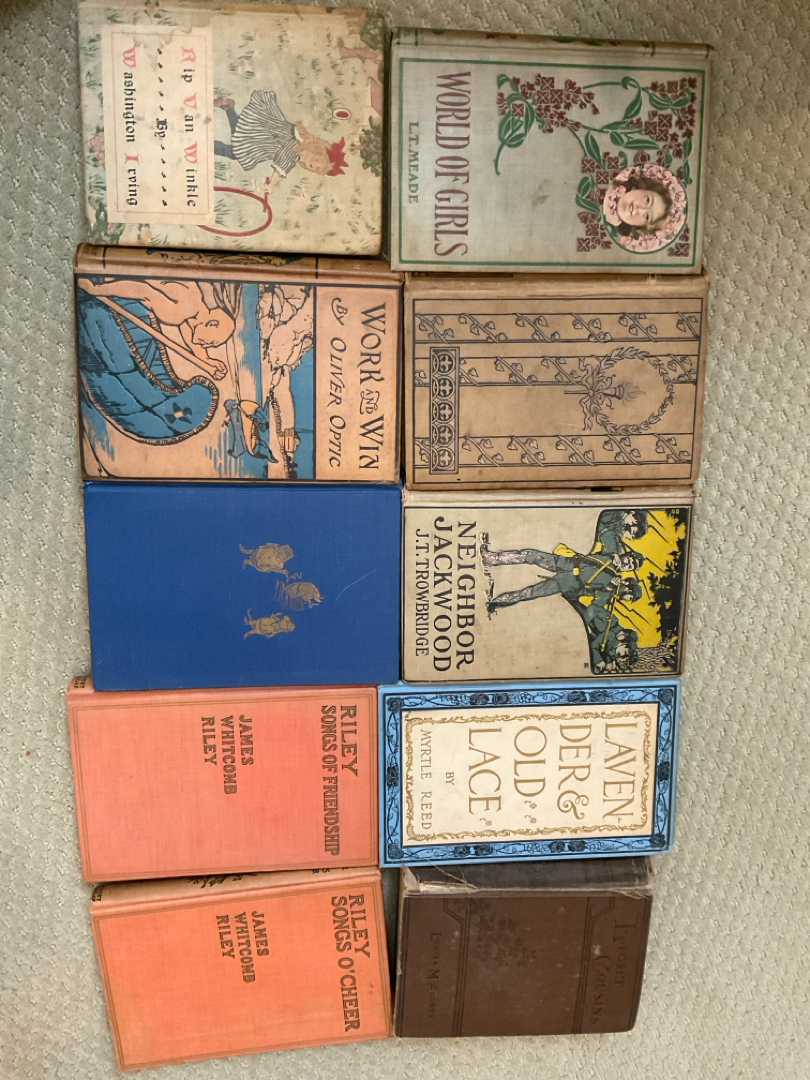 Rip Van Winkle
By
Washington Irving
WORLD OF GIRLS
L.T. MEADE
WORK AND WIN
BY OLIVER OPTIC
NEIGHBOR
JACKWOOD
J.T. TROWBRIDGE
RILEY
SONGS OF FRIENDSHIP
JAMES
WHITCOMB
RILEY
LAVEN-
DER &
OLD
LACE
BY
MYRTLE REED
RILEY
SONGS O'CHEER
JAMES
WHITCOMB
RILEY
EIGHT
COUSINS